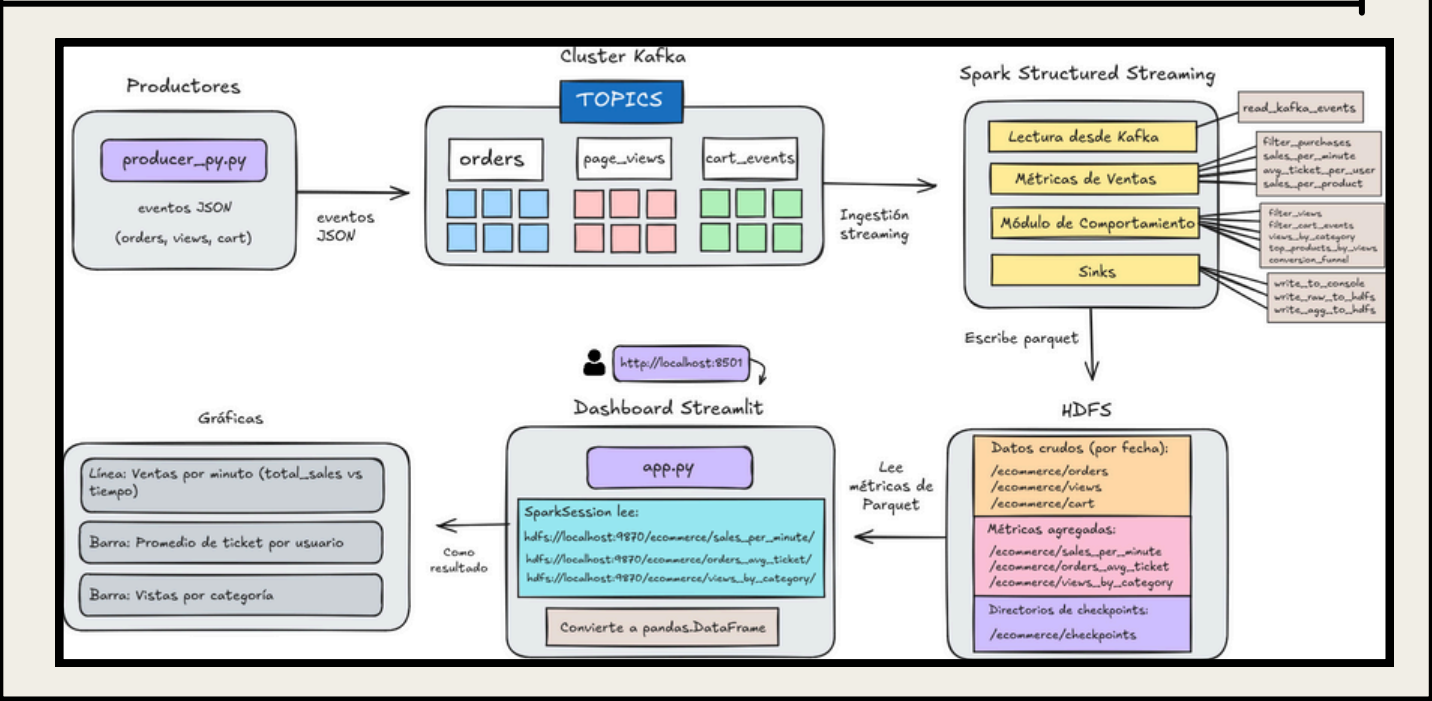 Productores
producer_py.py
eventos JSON
(orders, views, cart)
eventos
JSON
Cluster Kafka
TOPICS
orders
page_views
cart_events
Ingestión
streaming
Spark Structured Streaming
Lectura desde Kafka
read_kafka_events
Métricas de Ventas
filter_purchases
sales_per_minute
avg_ticket_per_user
sales_per_product
Módulo de Comportamiento
filter_views
filter_cart_events
views_by_category
top_products_by_views
conversion_funnel
Sinks
write_to_console
write_raw_to_hdfs
write_agg_to_hdfs
Escribe parquet
HDFS
Datos crudos (por fecha):
/ecommerce/orders
/ecommerce/views
/ecommerce/cart
Métricas agregadas:
/ecommerce/sales_per_minute
/ecommerce/orders_avg_ticket
/ecommerce/views_by_category
Directorios de checkpoints:
/ecommerce/checkpoints
Lee
métricas de
Parquet
http://localhost:8501
Dashboard Streamlit
app.py
SparkSession lee:
hdfs://localhost:9870/ecommerce/sales_per_minute/
hdfs://localhost:9870/ecommerce/orders_avg_ticket/
hdfs://localhost:9870/ecommerce/views_by_category/
Convierte a pandas.DataFrame
Como
resultado
Gráficas
Línea: Ventas por minuto (total_sales vs
tiempo)
Barra: Promedio de ticket por usuario
Barra: Vistas por categoría